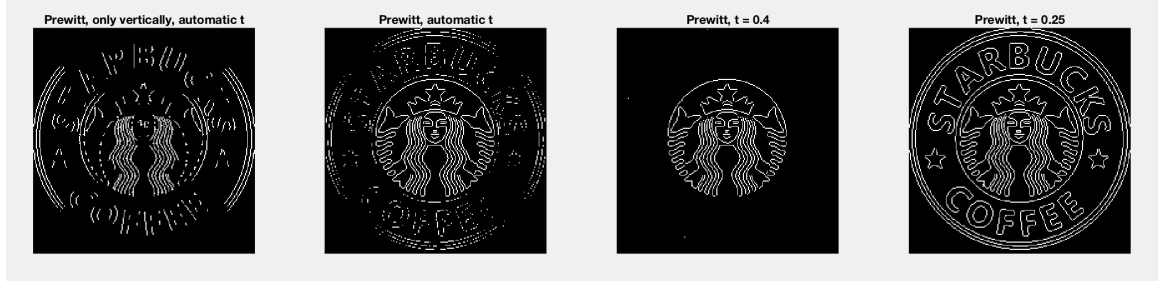 Prewitt, only vertically, automatic t
Prewitt, automatic t
Prewitt, t = 0.4
Prewitt, t = 0.25
STARBUCKS
COFFEE